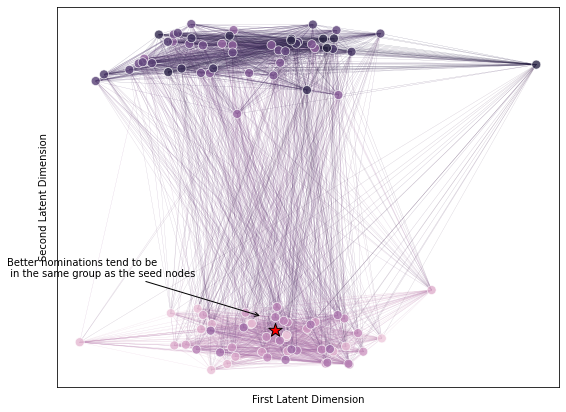 Second Latent Dimension
Better nominations tend to be
in the same group as the seed nodes
First Latent Dimension